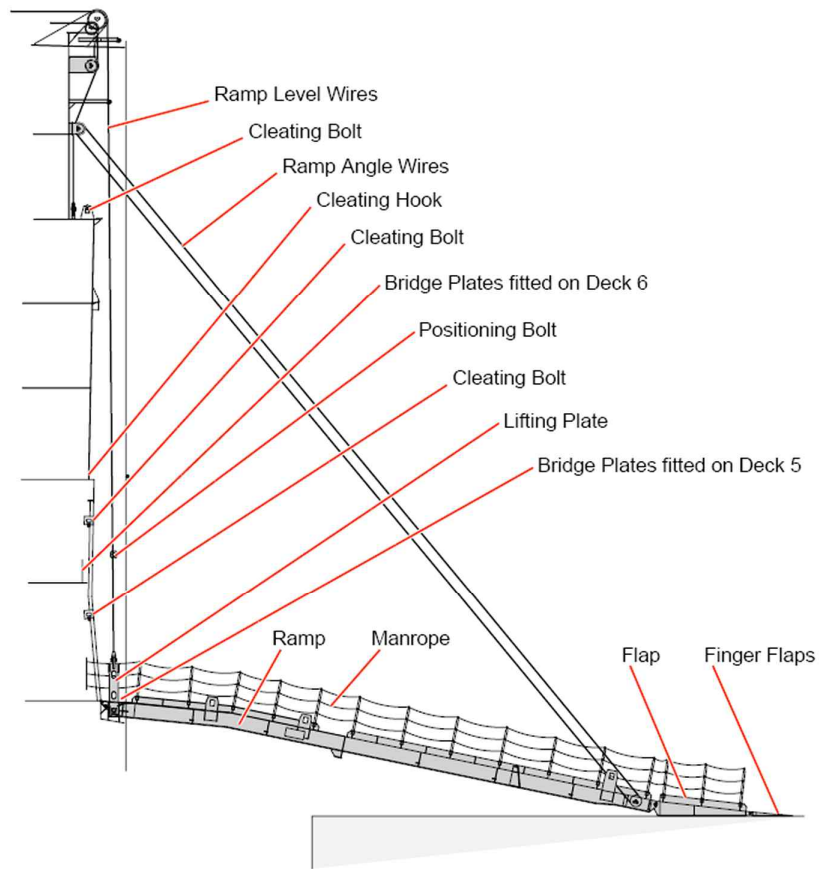 Ramp Level Wires
Cleating Bolt
Ramp Angle Wires
Cleating Hook
Cleating Bolt
Bridge Plates fitted on Deck 6
Positioning Bolt
Cleating Bolt
Lifting Plate
Bridge Plates fitted on Deck 5
Ramp
Manrope
Flap
Finger Flaps